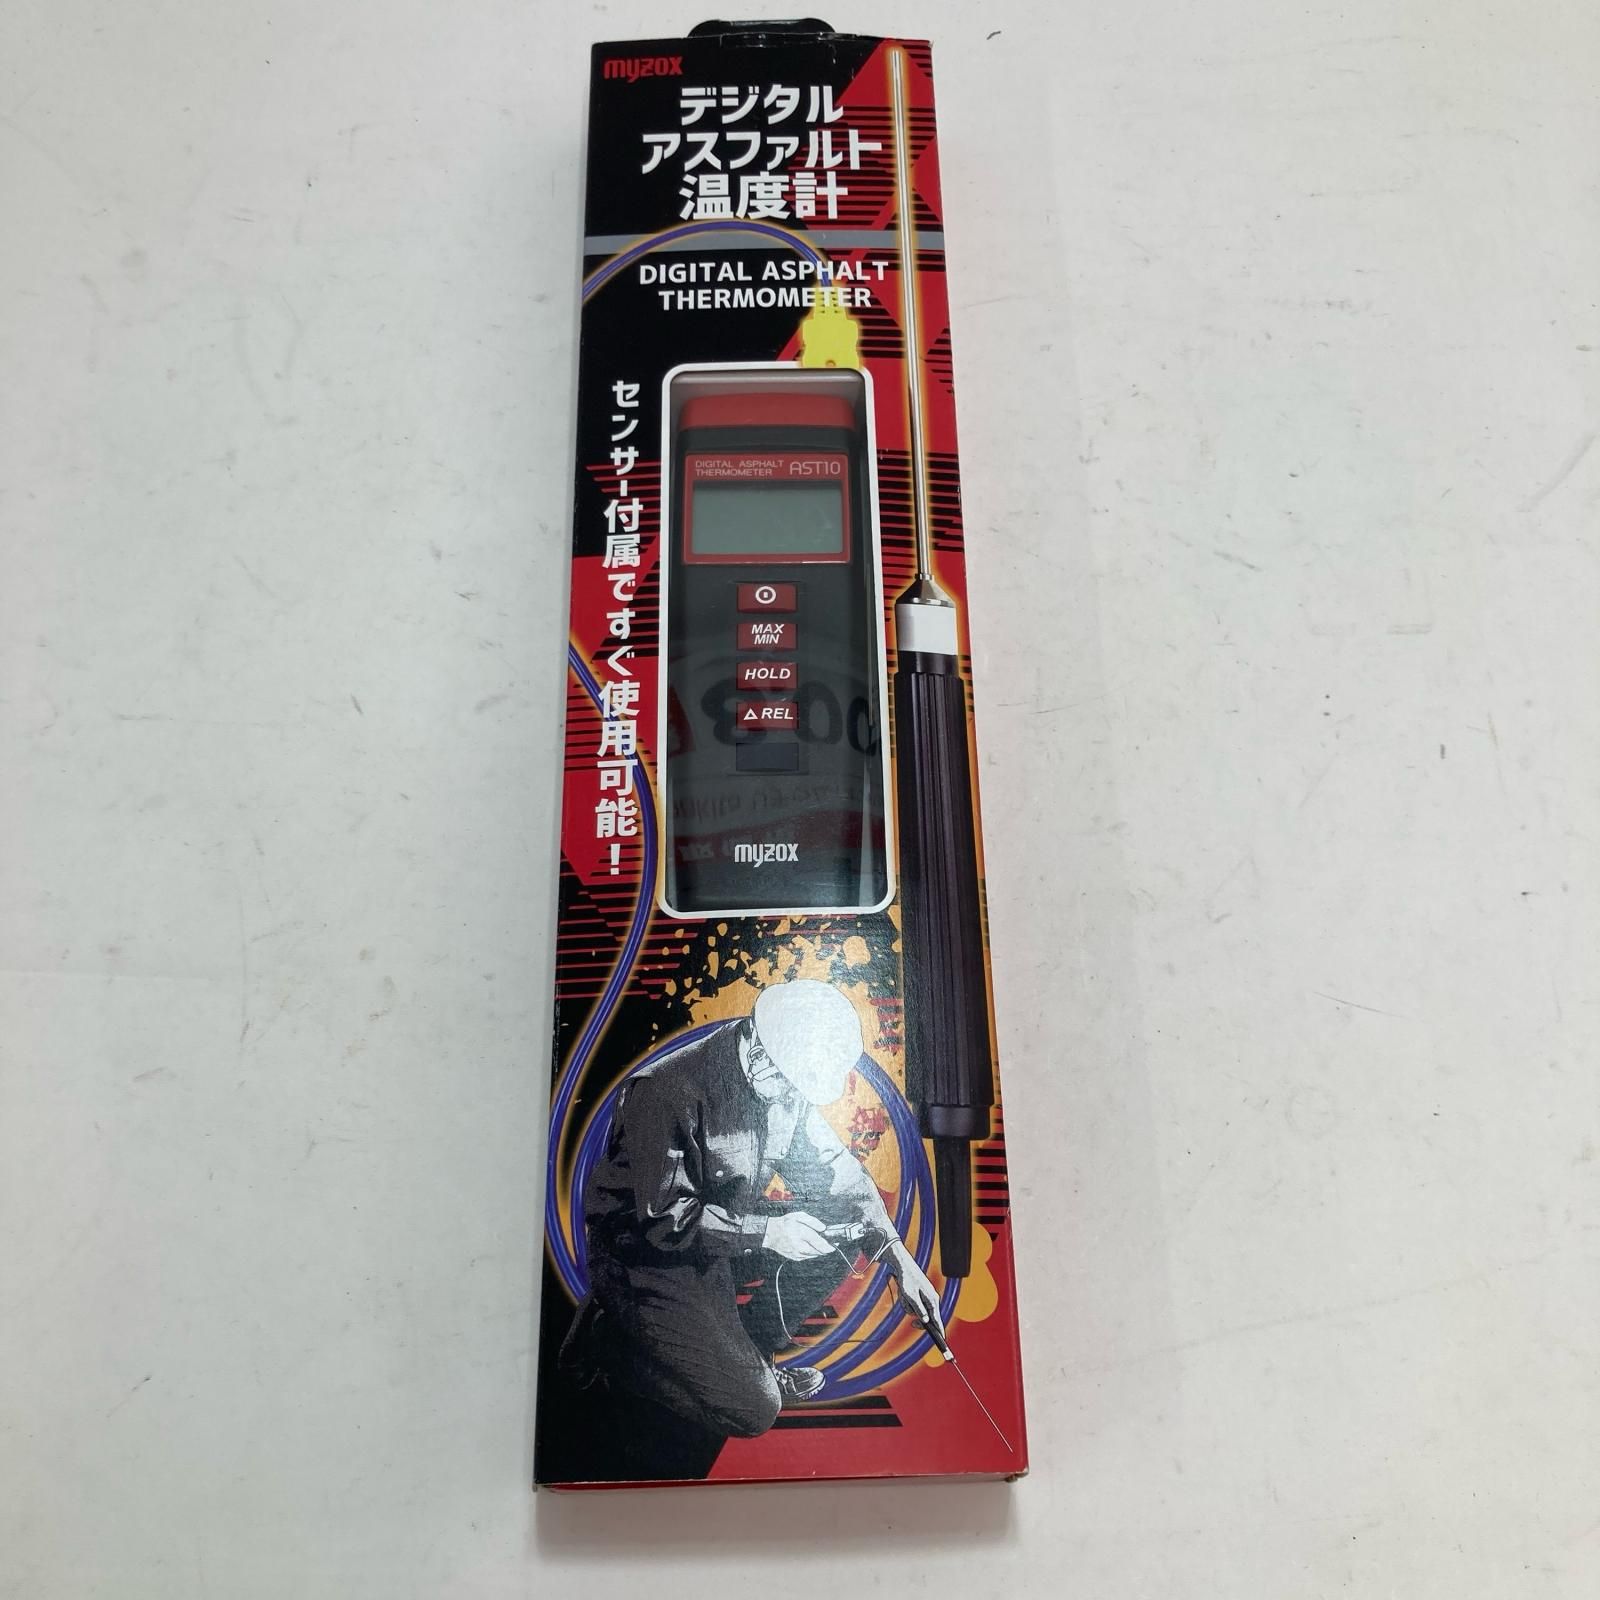 myzox
デジタル
アスファルト
温度計
DIGITAL ASPHALT
THERMOMETER
センサー付属ですぐ使用可能！
DIGITAL ASPHALT
THERMOMETER AST10
MAX
MIN
HOLD
△REL
myzox